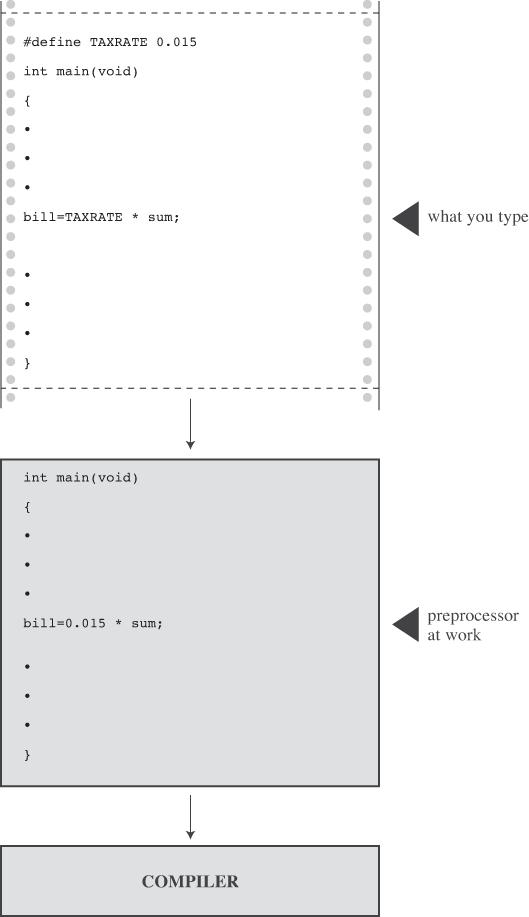 #define TAXRATE 0.015
int main(void)
{
•
•
•
bill=TAXRATE * sum;
what you type
•
•
•
}
int main(void)
{
•
•
•
bill=0.015 * sum;
preprocessor
at work
•
•
•
}
COMPILER